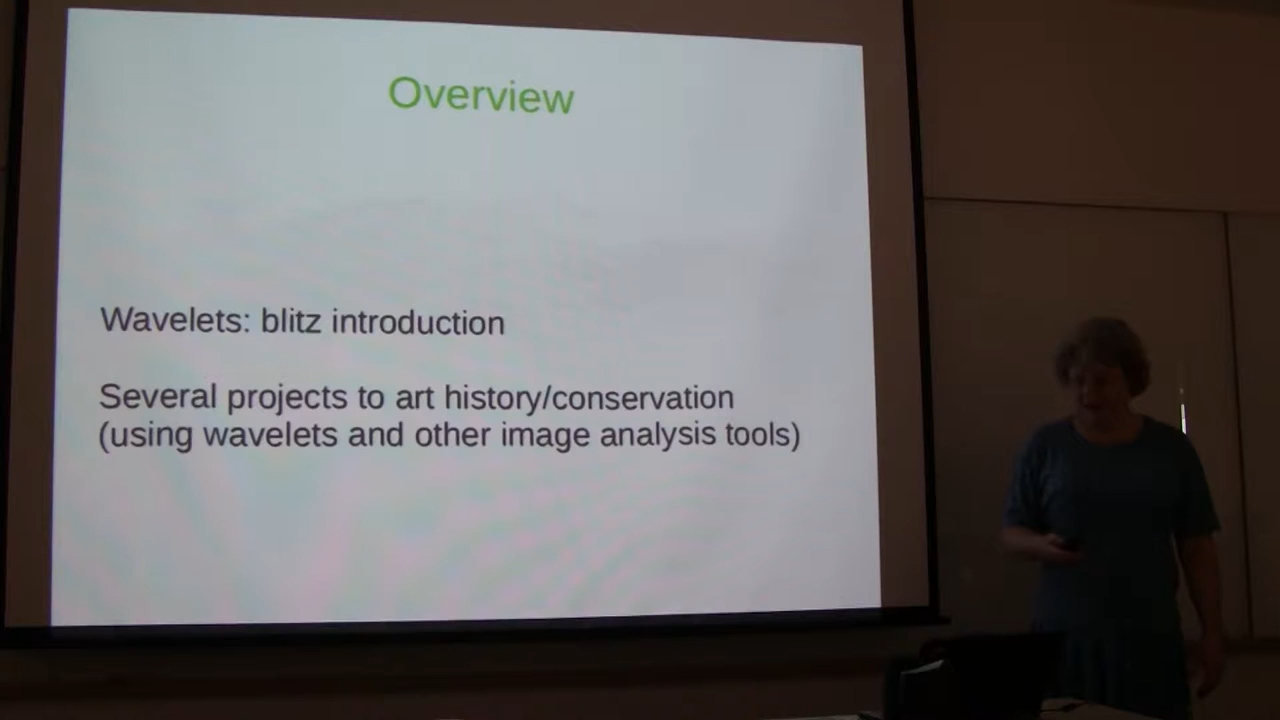 Overview
Wavelets: blitz introduction
Several projects to art history/conservation
(using wavelets and other image analysis tools)